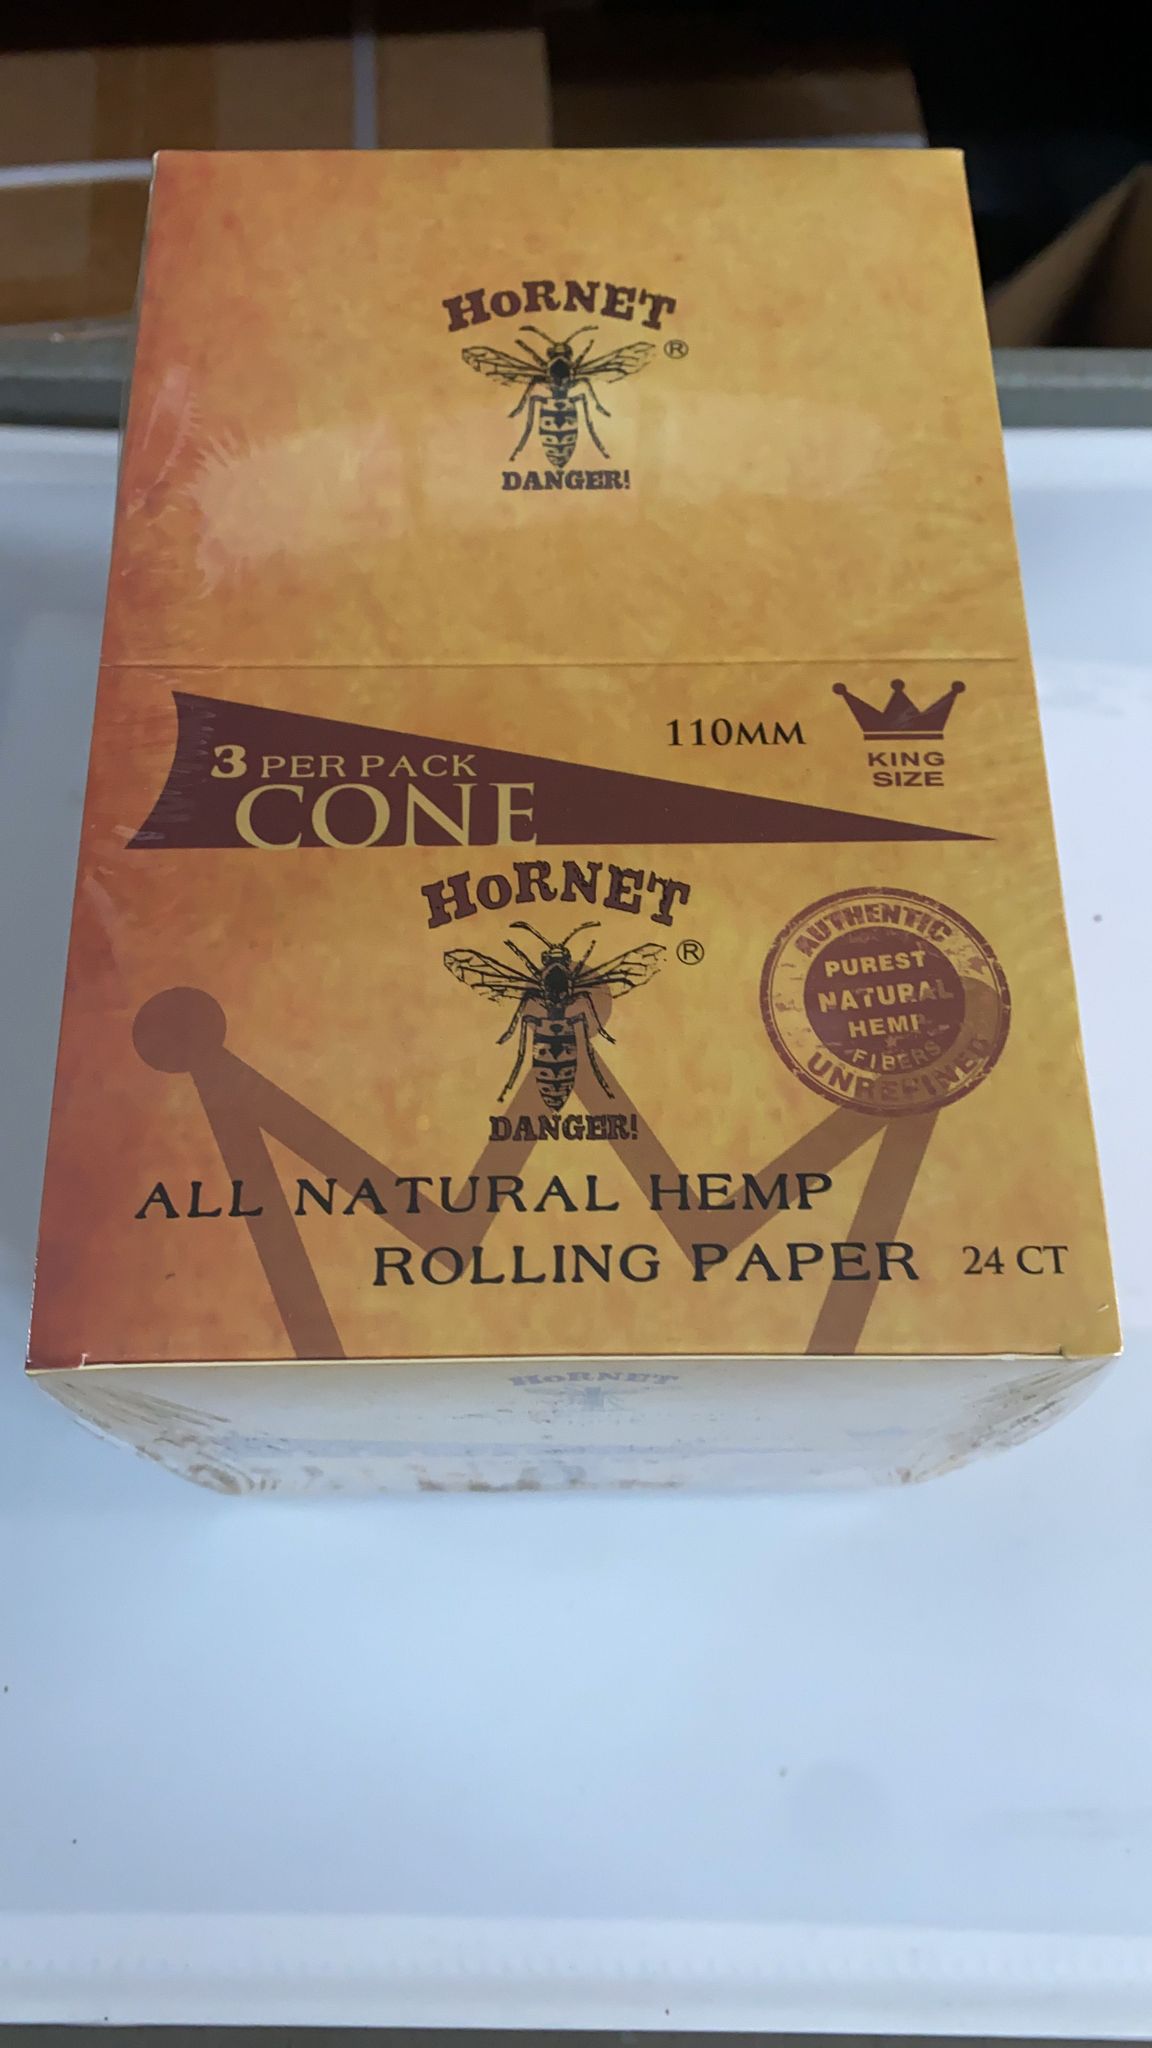 HORNET
®
DANGER!
110MM
KING
SIZE
3 PER PACK
CONE
HORNET
®
DANGER!
AUTHENTIC
PUREST
NATURAL
HEMP
FIBERS
UNREFINED
ALL NATURAL HEMP
ROLLING PAPER 24 CT
HORNET